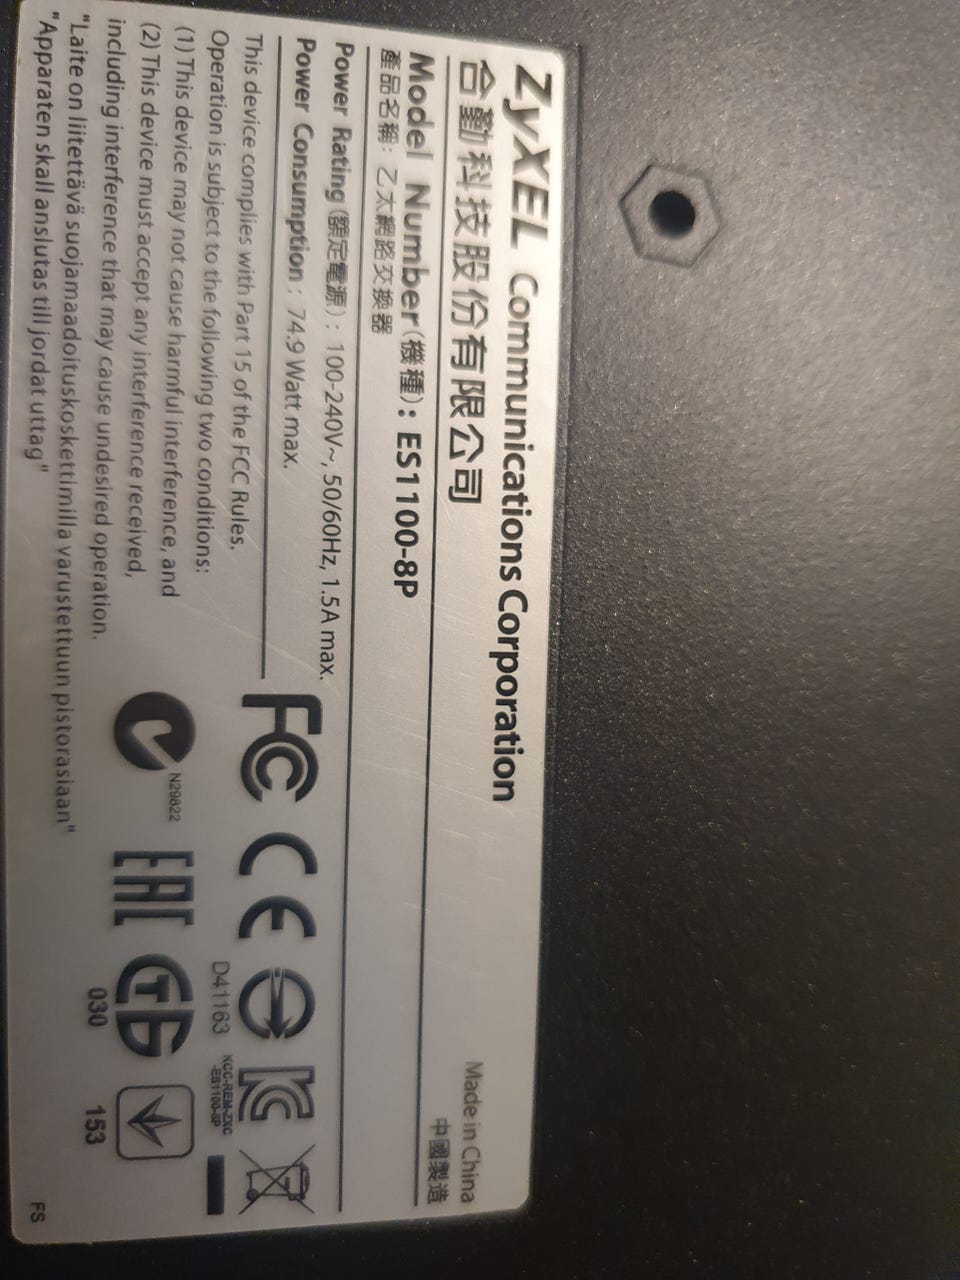 ZyXEL Communications Corporation
合勤科技股份有限公司
Made in China
中國製造
Model Number(機種): ES1100-8P
產品名稱: 乙太網路交換器
Power Rating(額定電源): 100-240V~, 50/60Hz, 1.5A max.
Power Consumption : 74.9 Watt max.
This device complies with Part 15 of the FCC Rules.
Operation is subject to the following two conditions:
(1) This device may not cause harmful interference, and
(2) This device must accept any interference received,
including interference that may cause undesired operation.
"Laite on liitettävä suojamaadoituskoskettimilla varustettuun pistorasiaan"
"Apparaten skall anslutas till jordat uttag"
FC CE
D41163
KCC-REM-ZXC
-ES1100-8P
N29822
EAC
030
153
FS